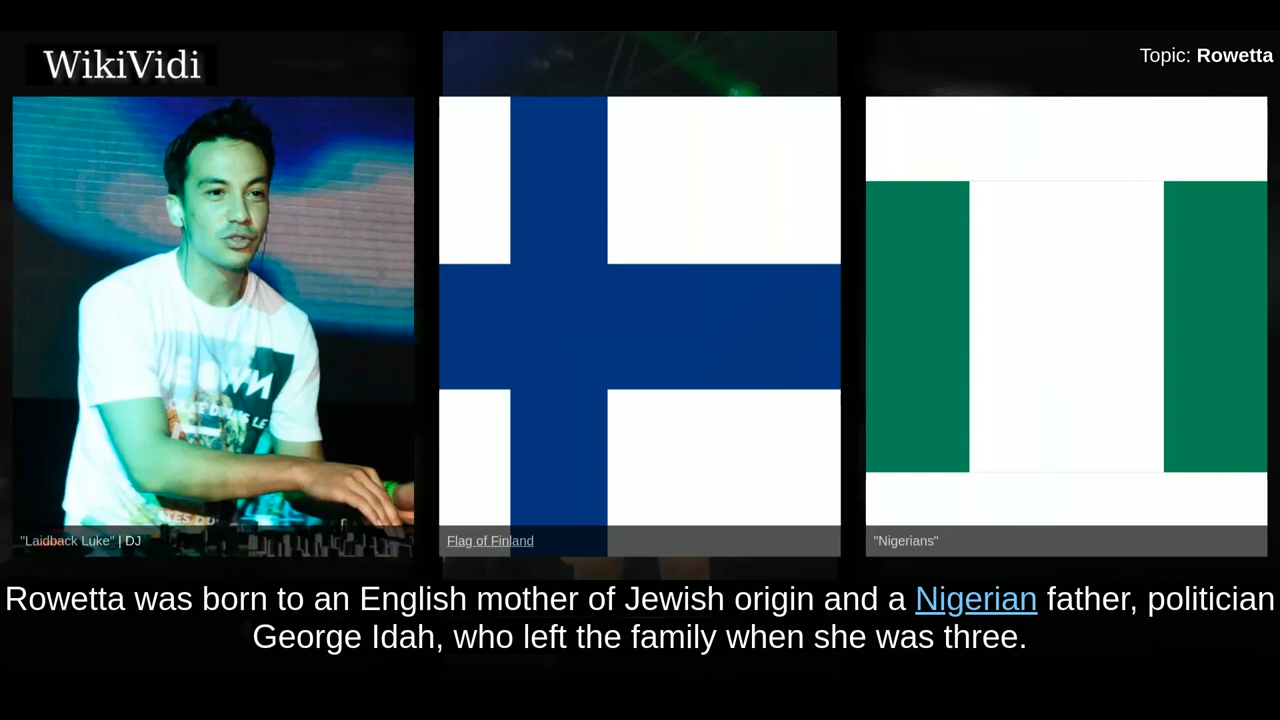 WikiVidi
Topic: Rowetta
"Laidback Luke" | DJ
Flag of Finland
"Nigerians"
Rowetta was born to an English mother of Jewish origin and a Nigerian father, politician
George Idah, who left the family when she was three.